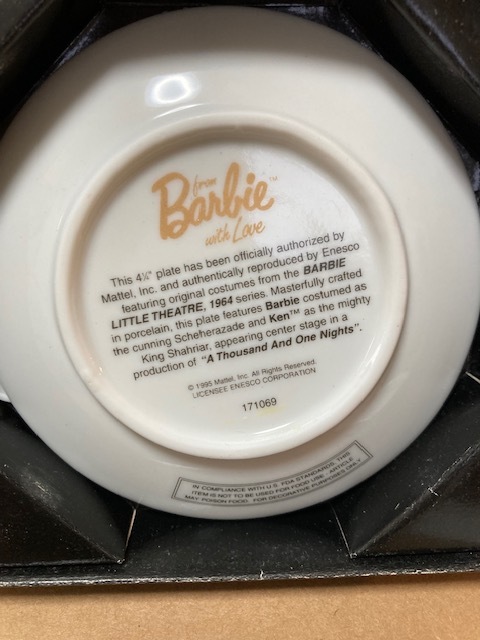 from
Barbie™
with Love
This 4¼" plate has been officially authorized by
Mattel, Inc. and authentically reproduced by Enesco
featuring original costumes from the BARBIE
LITTLE THEATRE, 1964 series. Masterfully crafted
in porcelain, this plate features Barbie costumed as
the cunning Scheherazade and Ken™ as the mighty
King Shahriar, appearing center stage in a
production of "A Thousand And One Nights".
© 1995 Mattel, Inc. All Rights Reserved.
LICENSEE ENESCO CORPORATION
171069
IN COMPLIANCE WITH U.S. FDA STANDARDS, THIS
ITEM IS NOT TO BE USED FOR FOOD USE. ARTICLE
MAY POISON FOOD. FOR DECORATIVE PURPOSES ONLY.